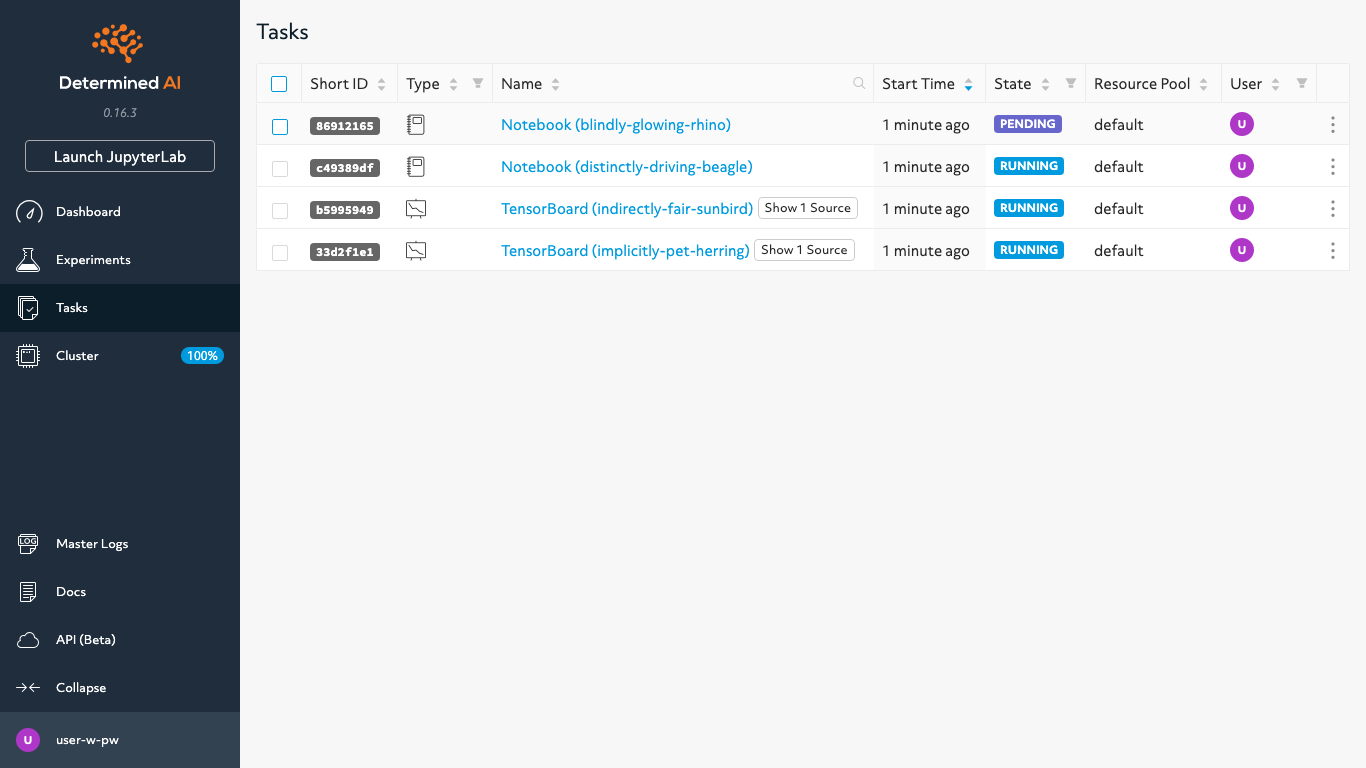 Determined AI
0.16.3
Launch JupyterLab
Dashboard
Experiments
Tasks
Cluster 100%
LOG Master Logs
Docs
API (Beta)
Collapse
U user-w-pw
Tasks
Short ID Type Name Start Time State Resource Pool User
86912165 Notebook (blindly-glowing-rhino) 1 minute ago PENDING default U
c49389df Notebook (distinctly-driving-beagle) 1 minute ago RUNNING default U
b5995949 TensorBoard (indirectly-fair-sunbird) Show 1 Source 1 minute ago RUNNING default U
33d2f1e1 TensorBoard (implicitly-pet-herring) Show 1 Source 1 minute ago RUNNING default U